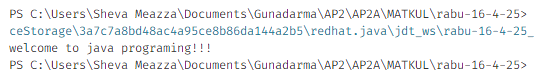 PS C:\Users\Sheva Meazza\Documents\Gunadarma\AP2\AP2A\MATKUL\rabu-16-4-25>
ceStorage\3a7c7a8bd48ac4a95ce8b86da144a2b5\redhat.java\jdt_ws\rabu-16-4-25_
welcome to java programing!!!
PS C:\Users\Sheva Meazza\Documents\Gunadarma\AP2\AP2A\MATKUL\rabu-16-4-25>